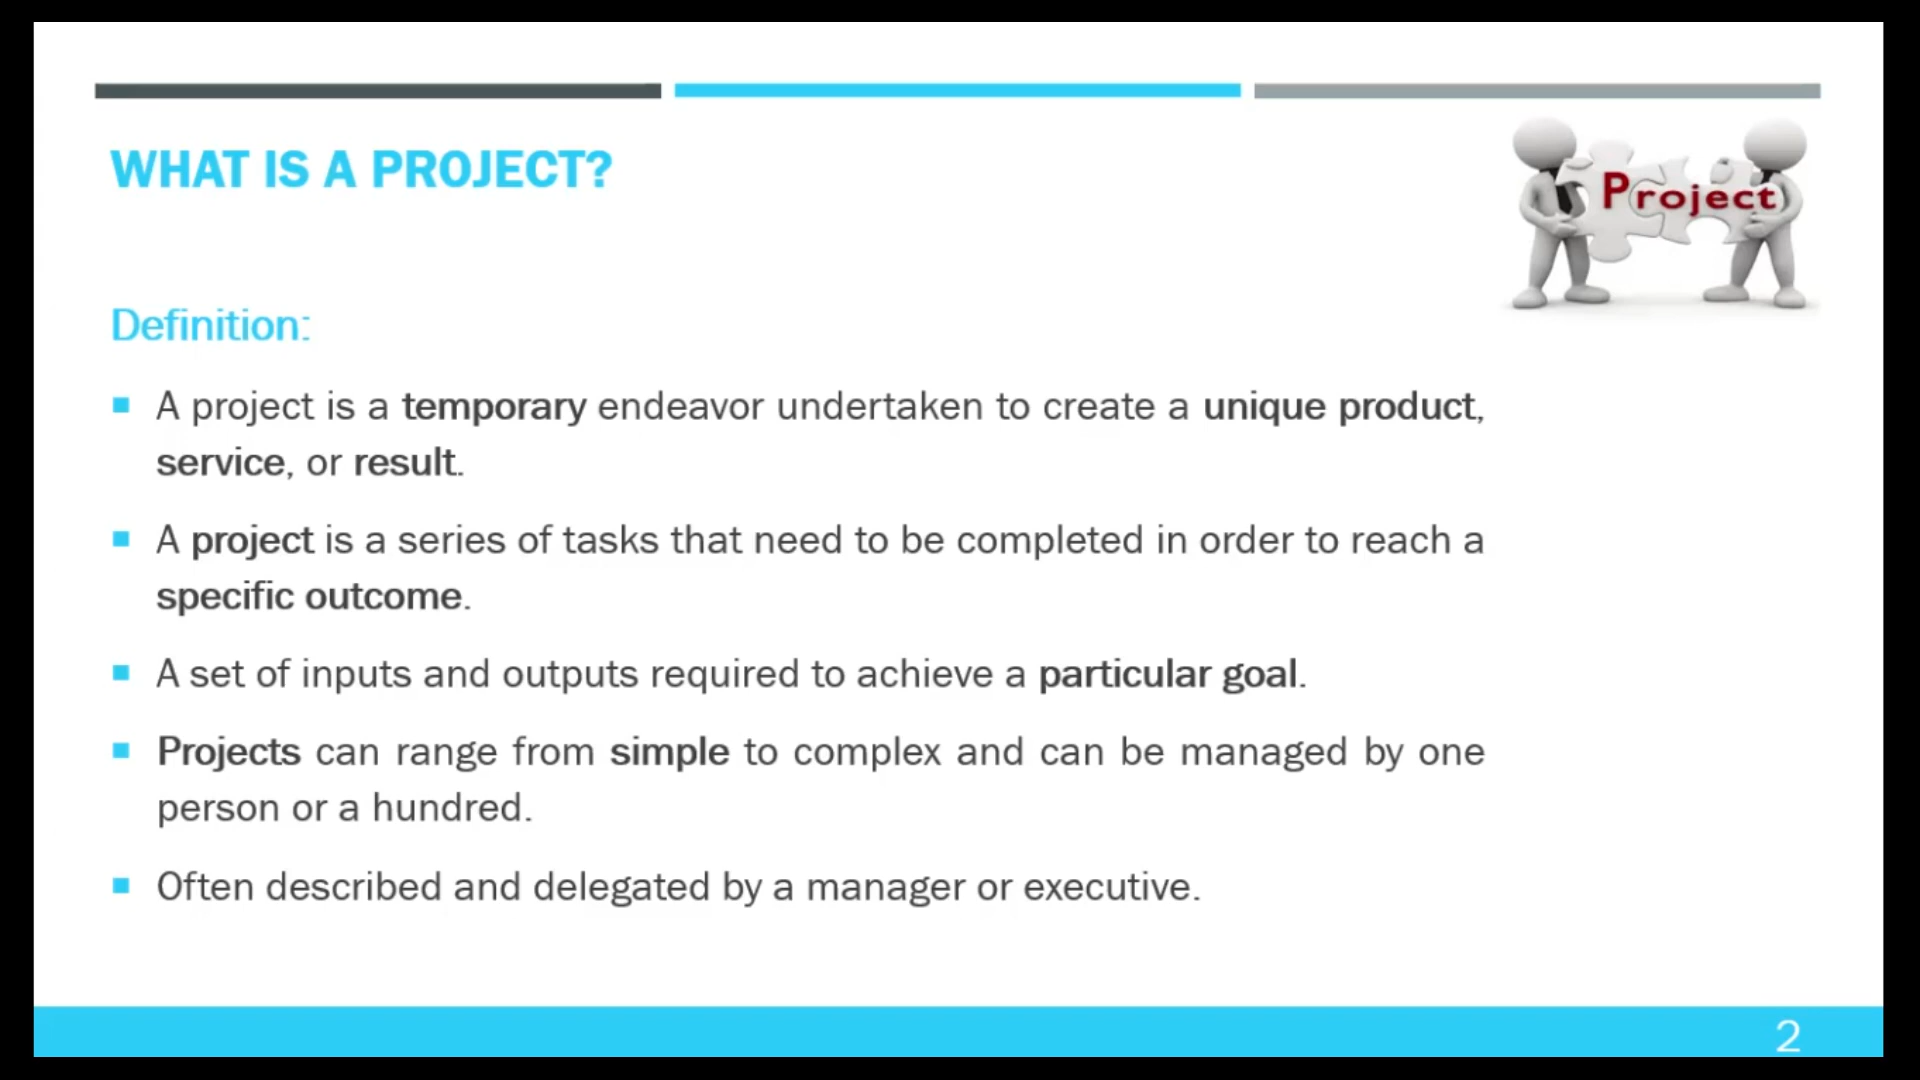 WHAT IS A PROJECT?
Project
Definition:
A project is a temporary endeavor undertaken to create a unique product,
service, or result.
A project is a series of tasks that need to be completed in order to reach a
specific outcome.
A set of inputs and outputs required to achieve a particular goal.
Projects can range from simple to complex and can be managed by one
person or a hundred.
Often described and delegated by a manager or executive.
2